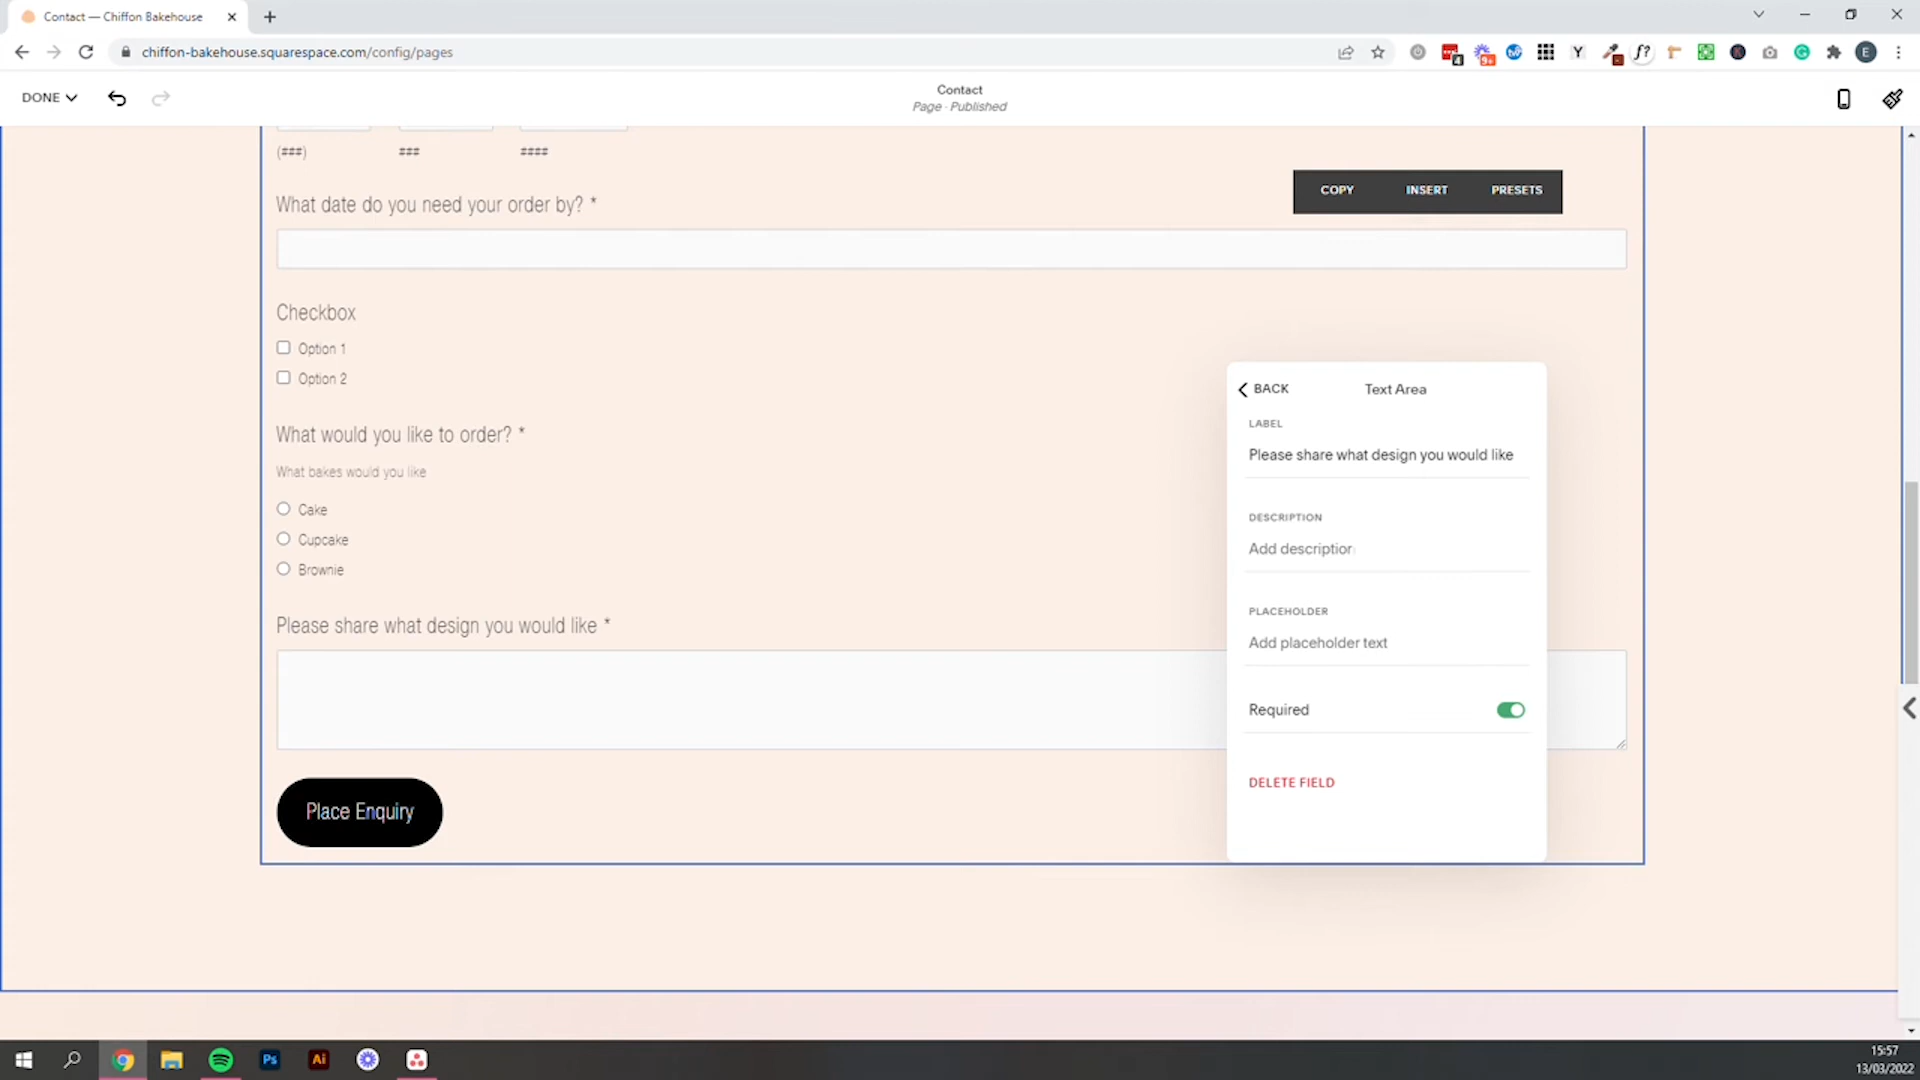 Contact — Chiffon Bakehouse
chiffon-bakehouse.squarespace.com/config/pages
4
9+
Y
f?
E
DONE
Contact
Page · Published
(###)
###
####
COPY
INSERT
PRESETS
What date do you need your order by? *
Checkbox
Option 1
Option 2
What would you like to order? *
What bakes would you like
Cake
Cupcake
Brownie
Please share what design you would like *
Place Enquiry
BACK
Text Area
LABEL
Please share what design you would like
DESCRIPTION
Add description
PLACEHOLDER
Add placeholder text
Required
DELETE FIELD
Ps
Ai
15:57
13/03/2022